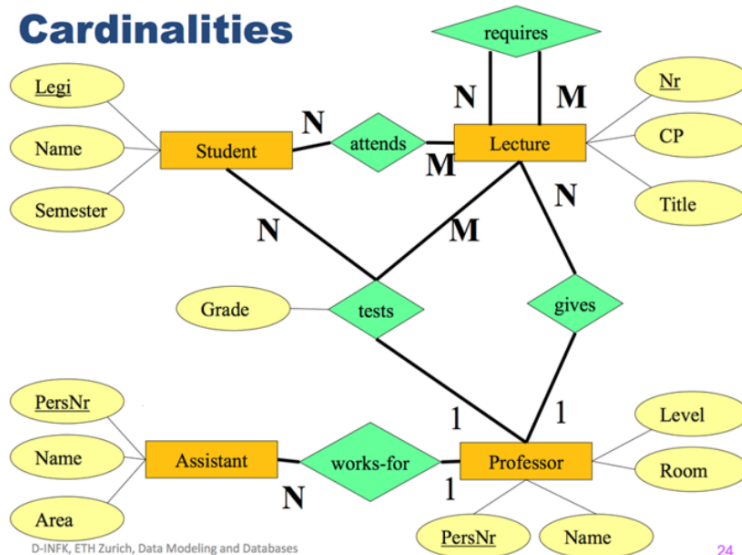 Cardinalities
requires
Legi
Nr
N
M
N
Name
Student
attends
Lecture
CP
M
Semester
Title
N
M
N
Grade
tests
gives
PersNr
1
1
Level
Name
Assistant
works-for
Professor
Room
N
1
Area
PersNr
Name
D-INFK, ETH Zurich, Data Modeling and Databases
24